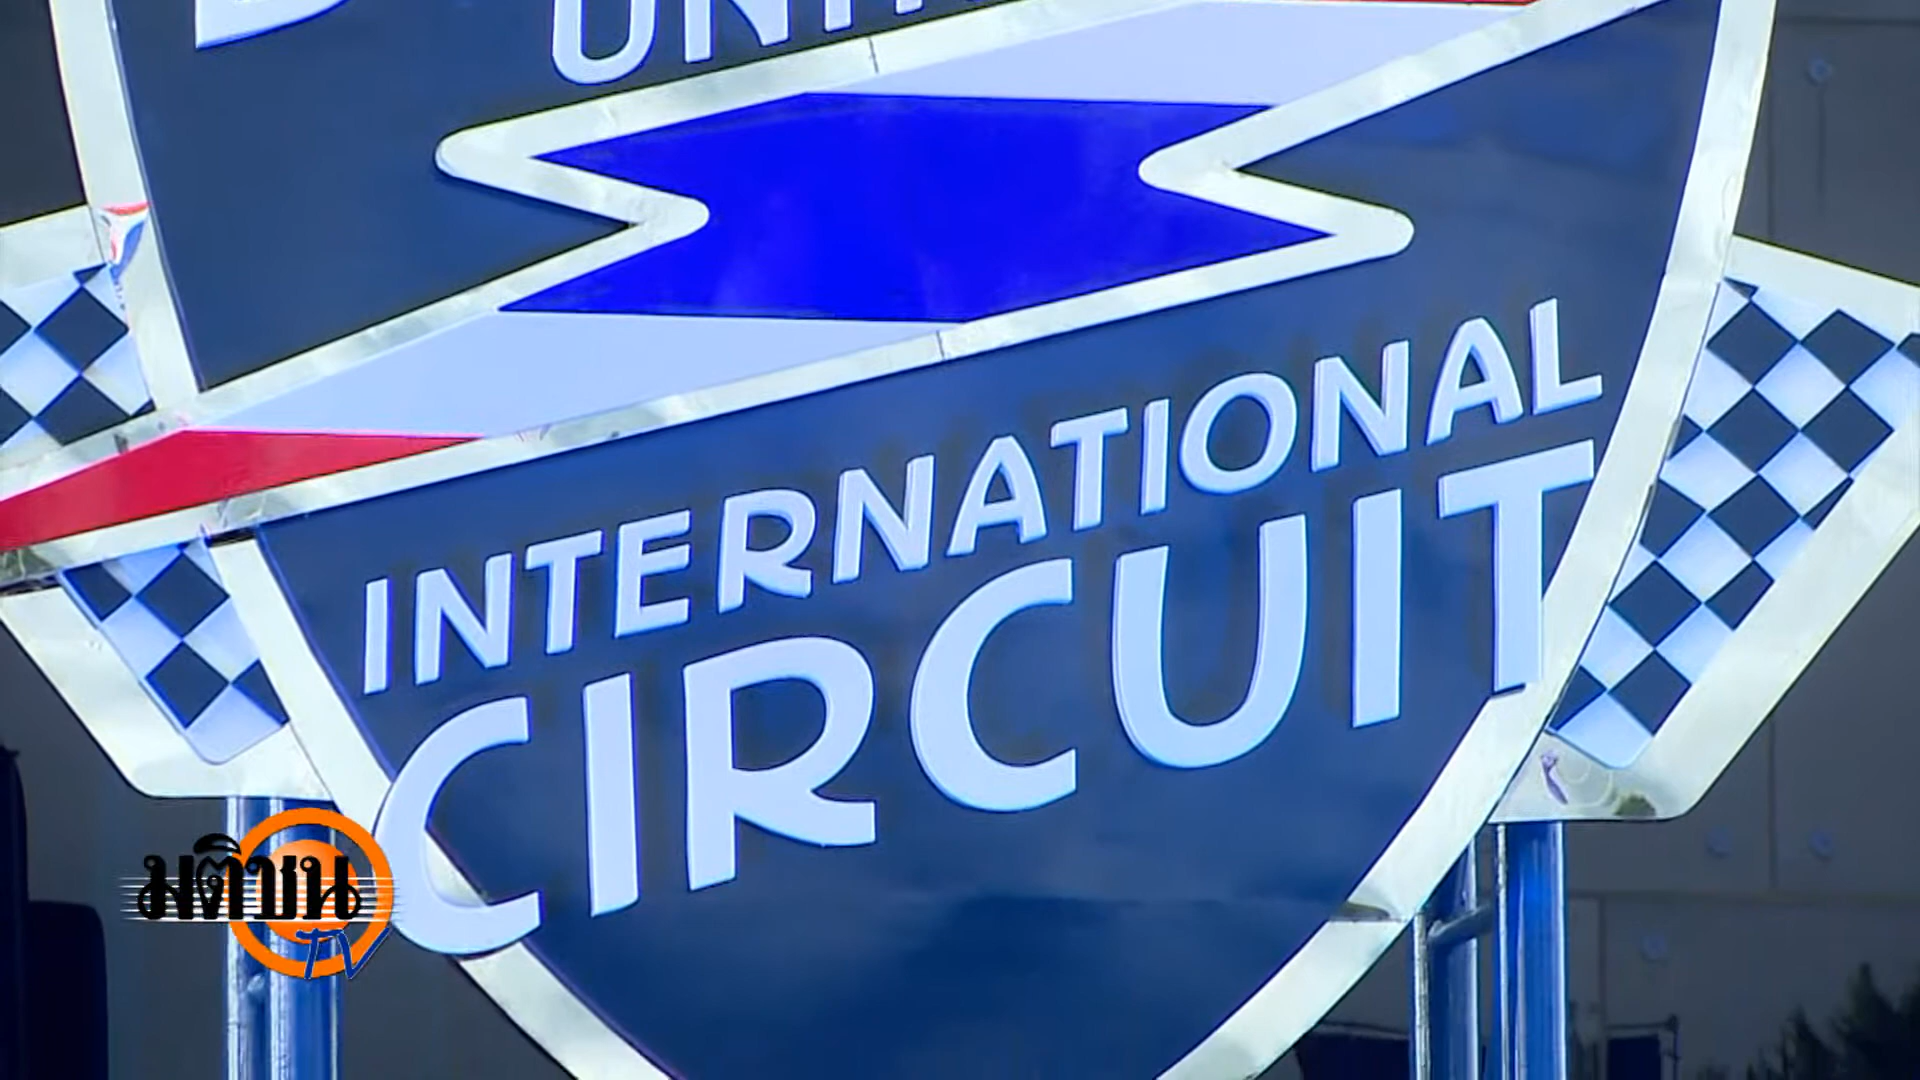 INTERNATIONAL
CIRCUIT
มติชน
TV